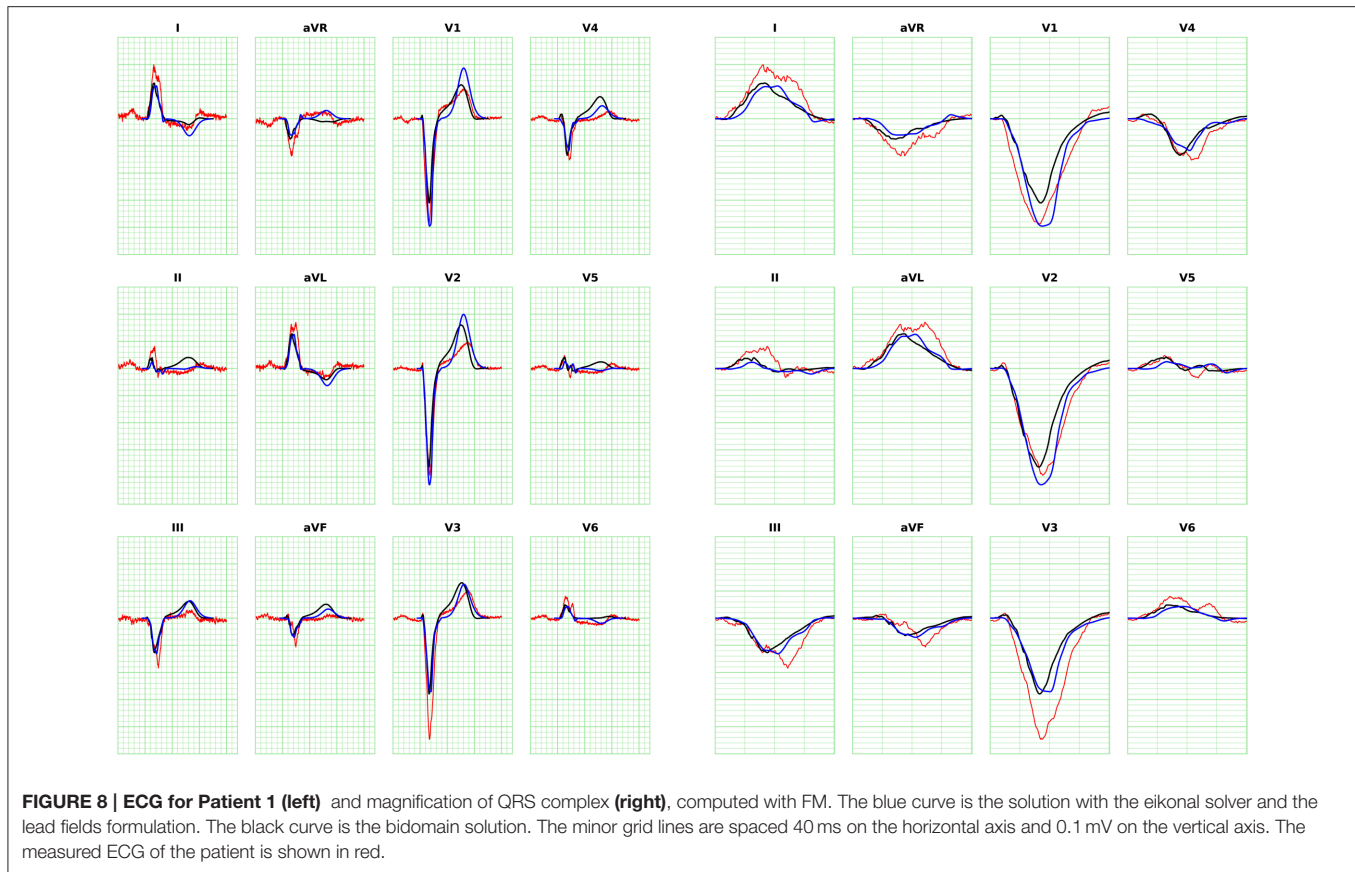 I aVR V1 V4 I aVR V1 V4
II aVL V2 V5 II aVL V2 V5
III aVF V3 V6 III aVF V3 V6
FIGURE 8 | ECG for Patient 1 (left) and magnification of QRS complex (right), computed with FM. The blue curve is the solution with the eikonal solver and the
lead fields formulation. The black curve is the bidomain solution. The minor grid lines are spaced 40 ms on the horizontal axis and 0.1 mV on the vertical axis. The
measured ECG of the patient is shown in red.